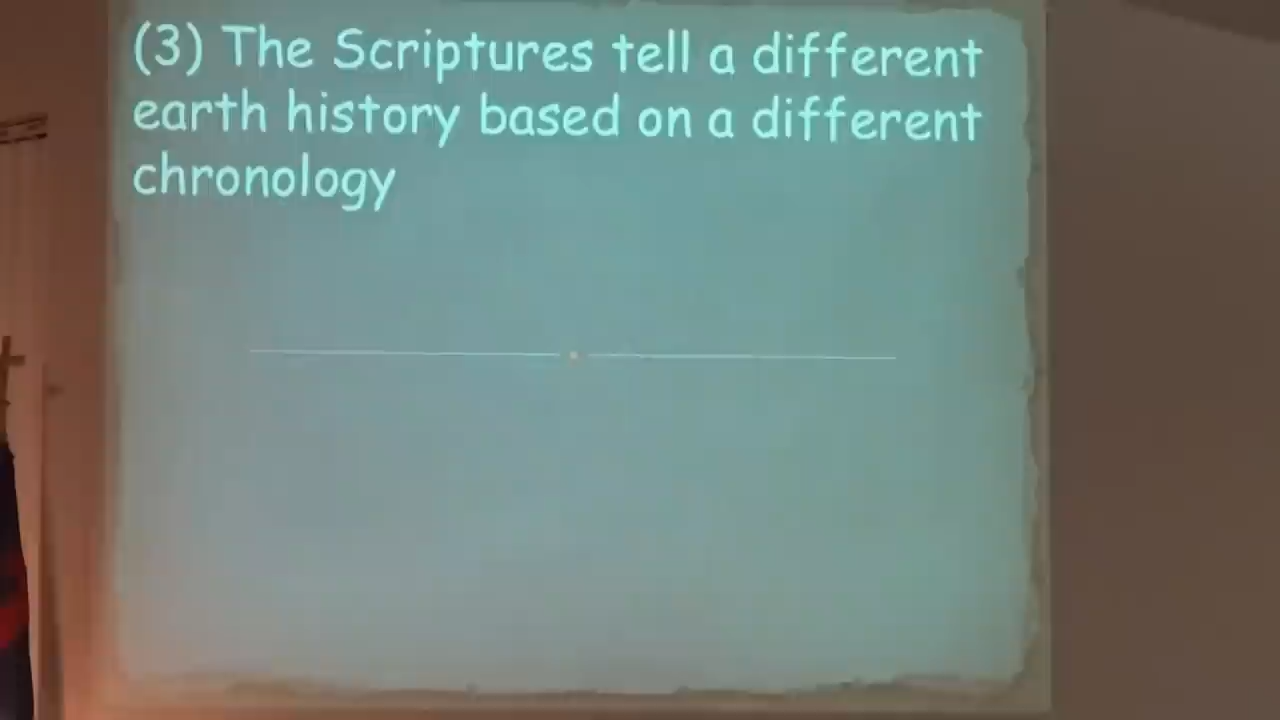 (3) The Scriptures tell a different
earth history based on a different
chronology